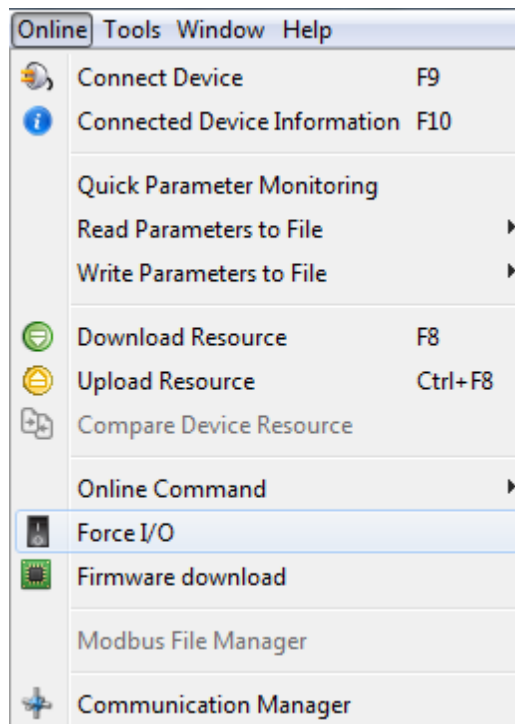 Online Tools Window Help
Connect Device F9
Connected Device Information F10
Quick Parameter Monitoring
Read Parameters to File
Write Parameters to File
Download Resource F8
Upload Resource Ctrl+F8
Compare Device Resource
Online Command
Force I/O
Firmware download
Modbus File Manager
Communication Manager